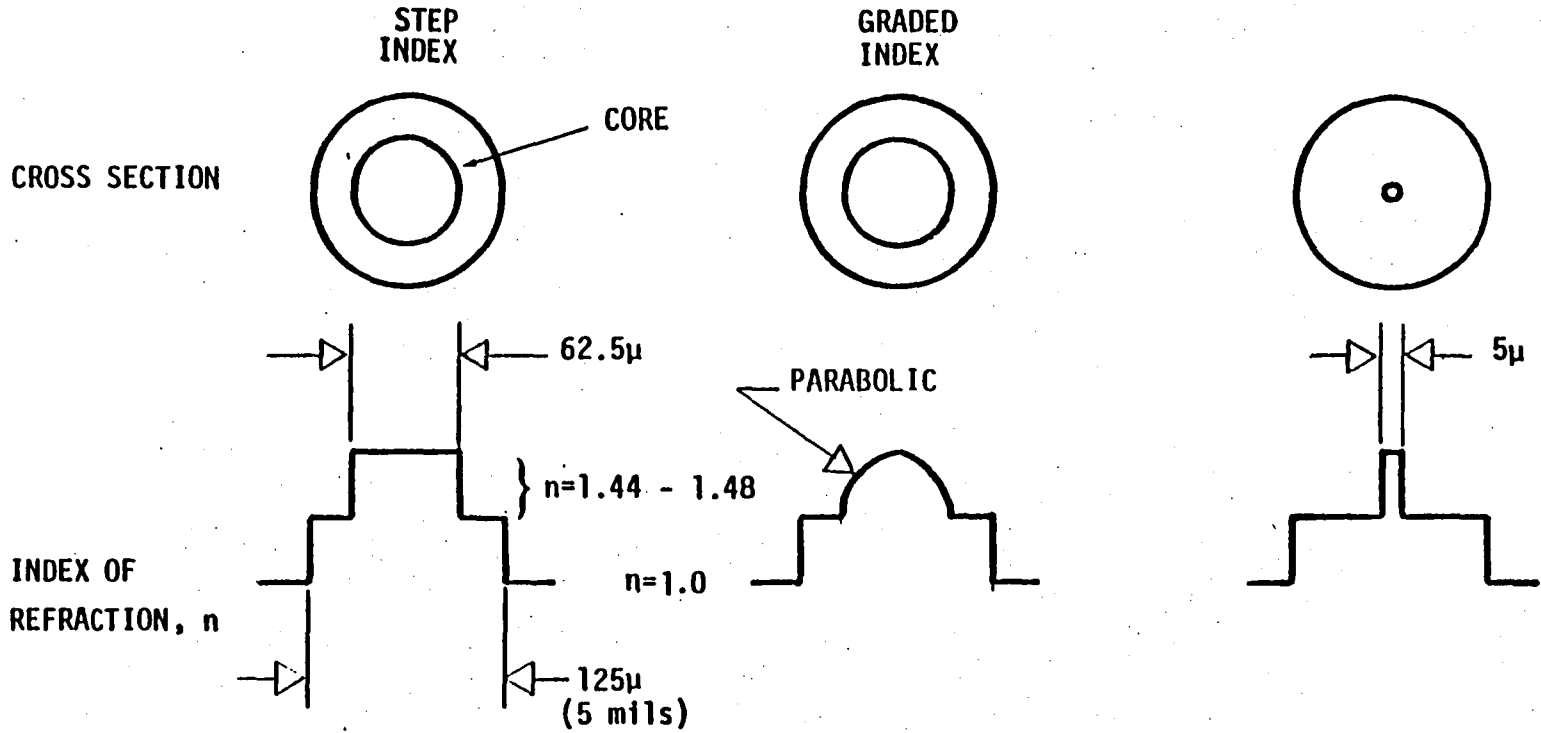 STEP
INDEX
GRADED
INDEX
CORE
CROSS SECTION
62.5μ
5μ
PARABOLIC
} n=1.44 - 1.48
INDEX OF
REFRACTION, n
n=1.0
125μ
(5 mils)